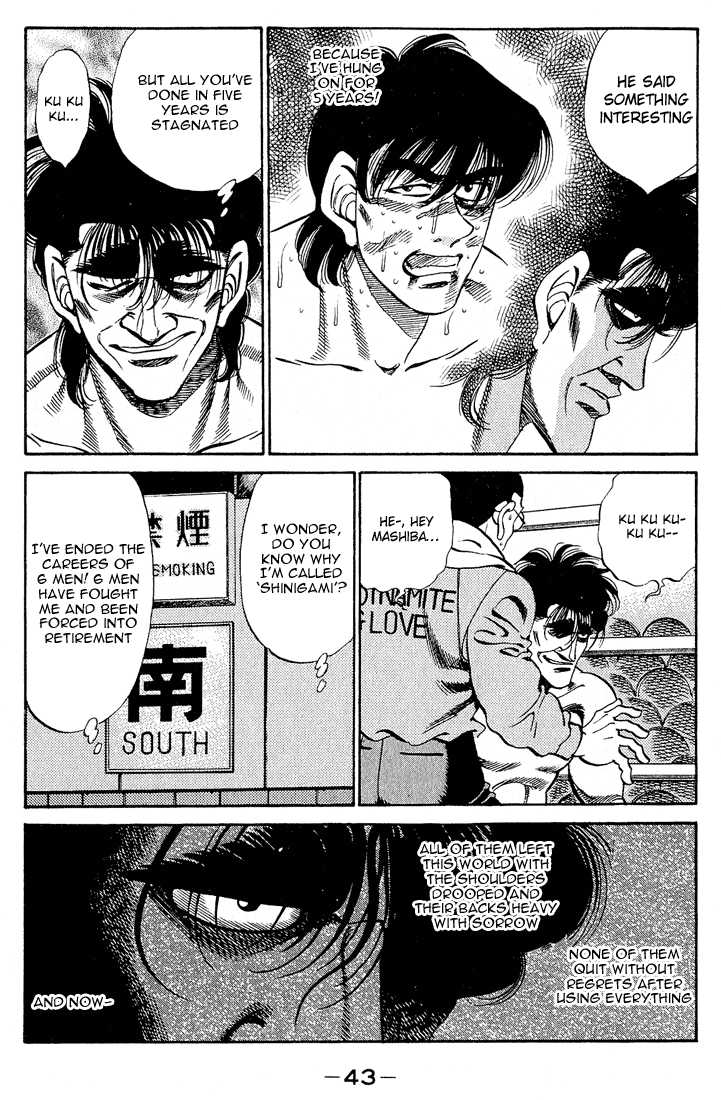 HE SAID
SOMETHING
INTERESTING
BECAUSE
I'VE HUNG
ON FOR
5 YEARS!
BUT ALL YOU'VE
DONE IN FIVE
YEARS IS
STAGNATED
KU KU
KU...
KU KU KU-
KU KU--
HE-, HEY
MASHIBA...
DYNAMITE
GLOVE
I WONDER,
DO YOU
KNOW WHY
I'M CALLED
'SHINIGAMI'?
I'VE ENDED THE
CAREERS OF
6 MEN! 6 MEN
HAVE FOUGHT
ME AND BEEN
FORCED INTO
RETIREMENT
禁煙
SMOKING
南
SOUTH
ALL OF THEM LEFT
THIS WORLD WITH
THE SHOULDERS
DROOPED AND
THEIR BACKS HEAVY
WITH SORROW
NONE OF THEM
QUIT WITHOUT
REGRETS AFTER
USING EVERYTHING
AND NOW-
-43-